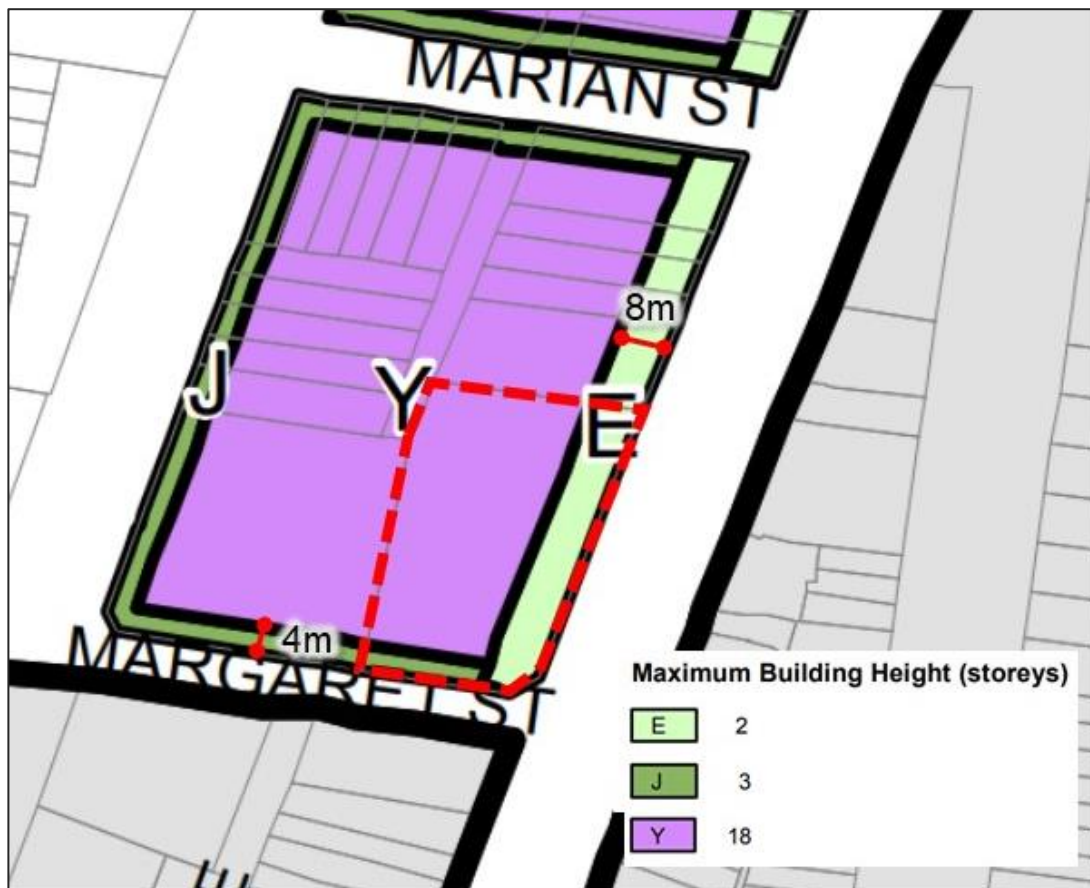 MARIAN ST
8m
J
Y
E
4m
MARGARET ST
Maximum Building Height (storeys)
E 2
J 3
Y 18